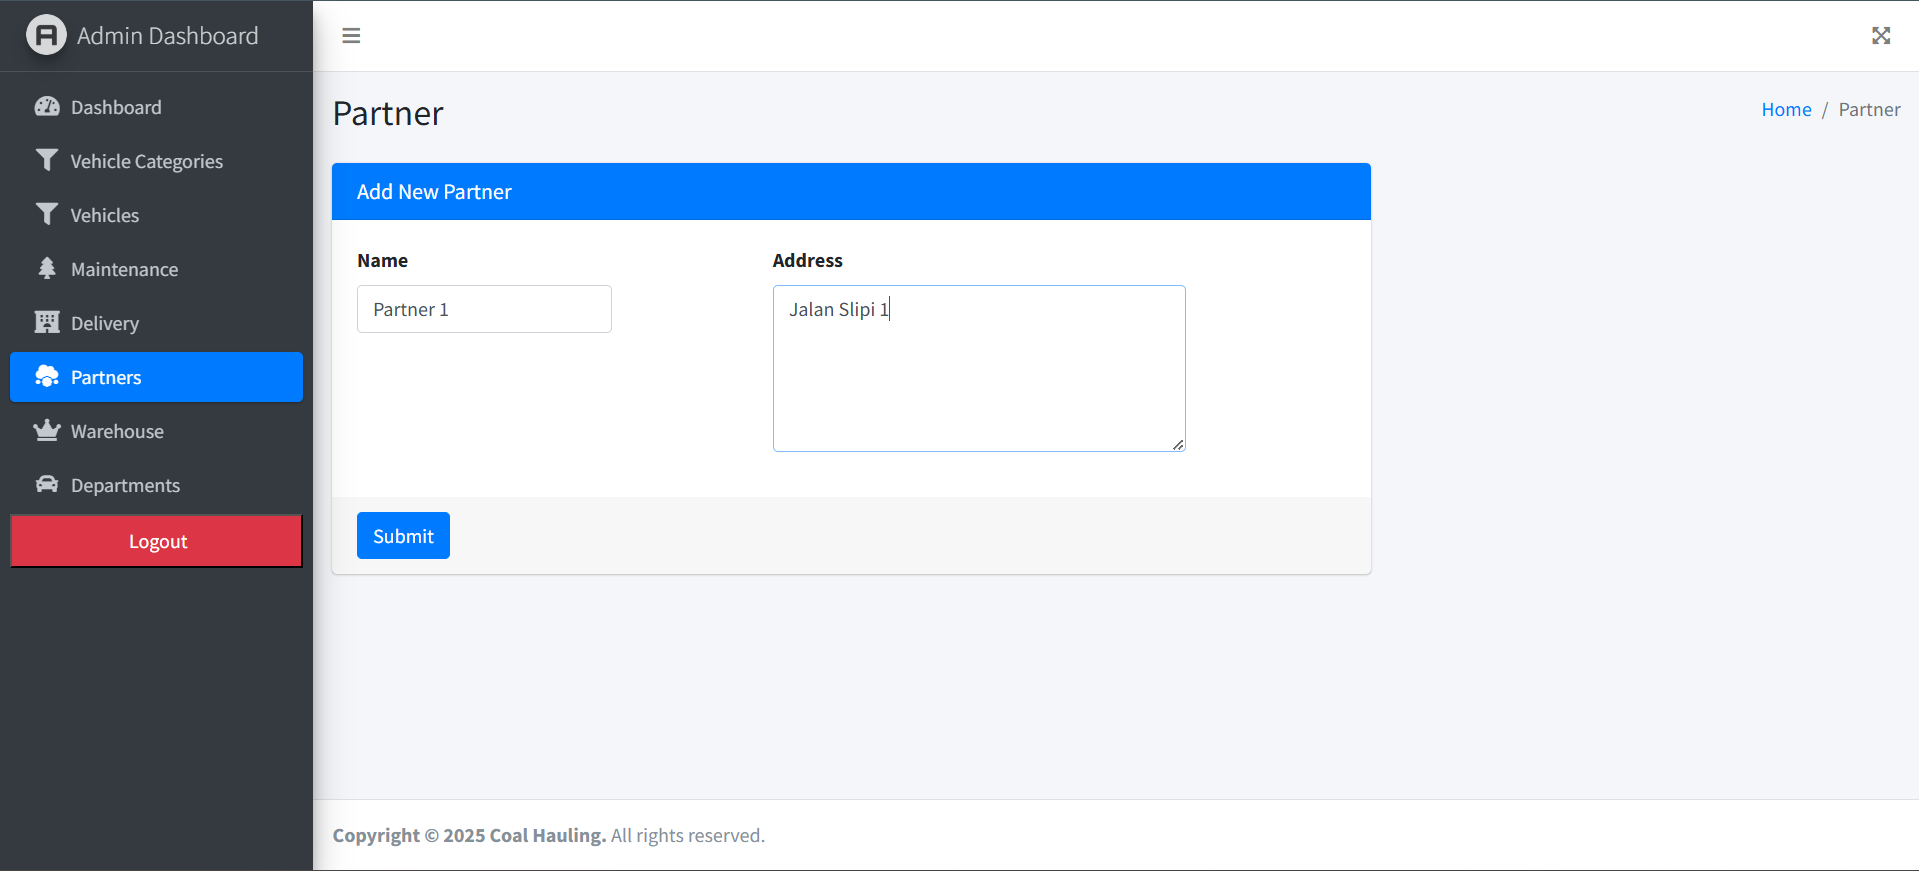 Admin Dashboard
Dashboard
Vehicle Categories
Vehicles
Maintenance
Delivery
Partners
Warehouse
Departments
Logout
Partner
Home / Partner
Add New Partner
Name
Address
Partner 1
Jalan Slipi 1
Submit
Copyright © 2025 Coal Hauling. All rights reserved.